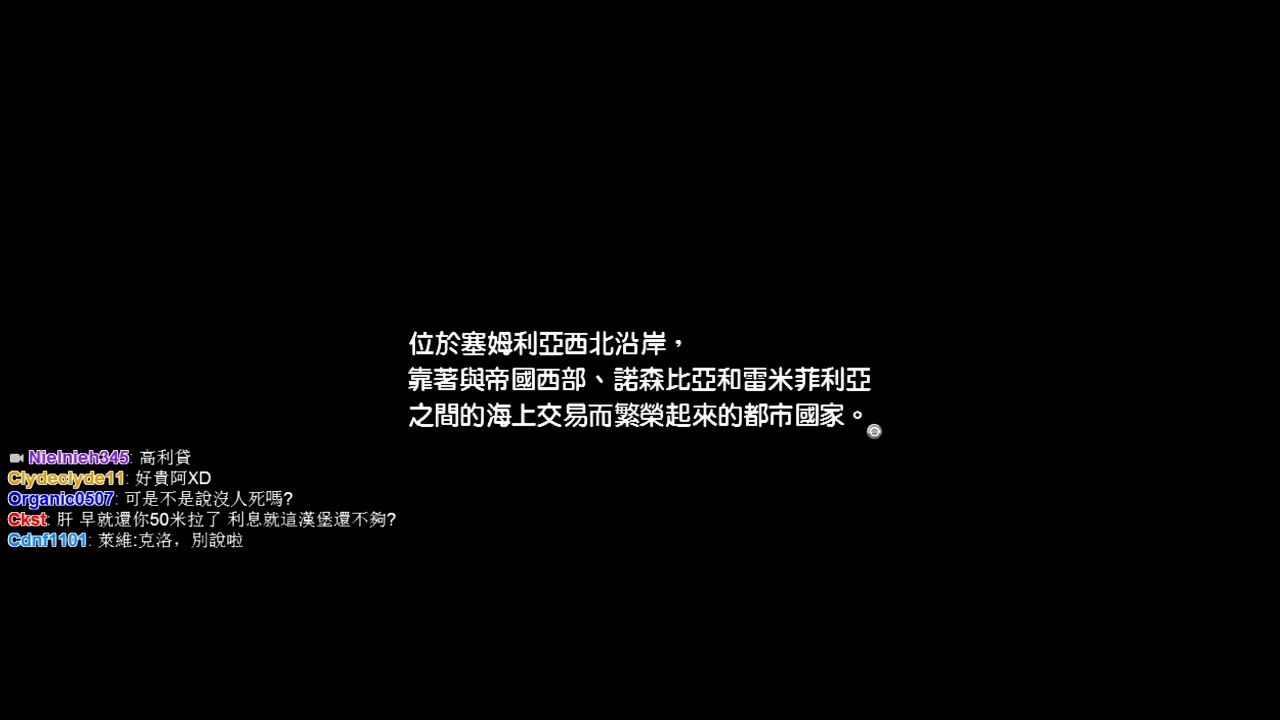 位於塞姆利亞西北沿岸，
靠著與帝國西部、諾森比亞和雷米菲利亞
之間的海上交易而繁榮起來的都市國家。
Nielnieh345: 高利貸
Clydeclyde11: 好貴阿XD
Organic0507: 可是不是說沒人死嗎?
Ckst: 肝 早就還你50米拉了 利息就這漢堡還不夠?
Cdnf1101: 萊維:克洛，別說啦